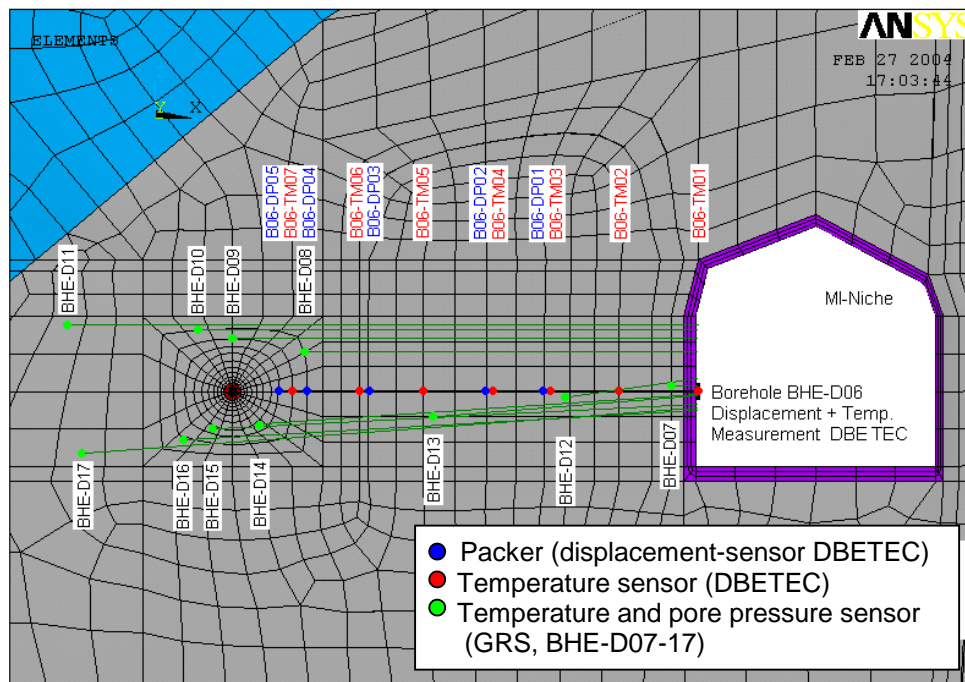 ELEMENTS
ANSYS
FEB 27 2004
17:03:44
Y
X
B06-DP05
B06-TM07
B06-DP04
B06-TM06
B06-DP03
B06-TM05
B06-DP02
B06-TM04
B06-DP01
B06-TM03
B06-TM02
B06-TM01
BHE-D11
BHE-D10
BHE-D09
BHE-D08
MI-Niche
Borehole BHE-D06
Displacement + Temp.
Measurement DBE TEC
BHE-D17
BHE-D16
BHE-D15
BHE-D14
BHE-D13
BHE-D12
BHE-D07
Packer (displacement-sensor DBETEC)
Temperature sensor (DBETEC)
Temperature and pore pressure sensor
(GRS, BHE-D07-17)